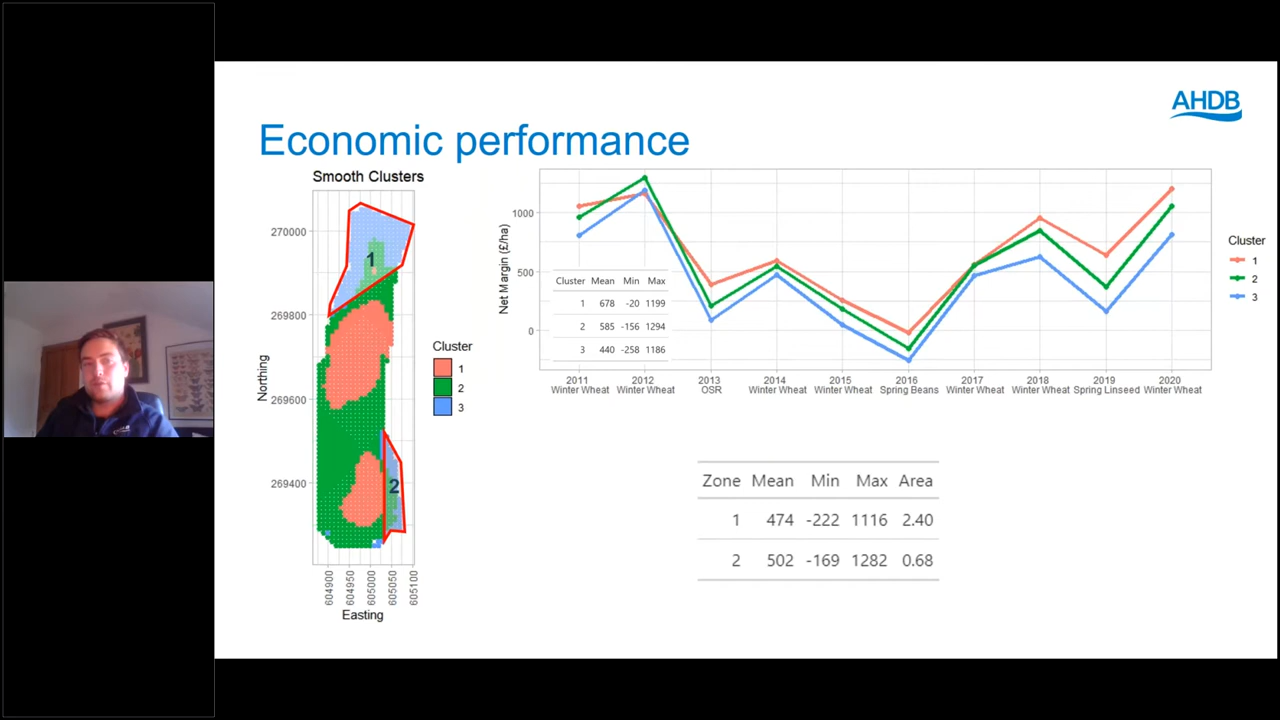 AHDB
Economic performance
Smooth Clusters
270000
269800
269600
269400
Northing
1
2
604900
604950
605000
605050
605100
Easting
Cluster
1
2
3
Net Margin (£/ha)
1000
500
0
Cluster Mean Min Max
1 678 -20 1199
2 585 -156 1294
3 440 -258 1186
2011 2012 2013 2014 2015 2016 2017 2018 2019 2020
Winter Wheat Winter Wheat OSR Winter Wheat Winter Wheat Spring Beans Winter Wheat Winter Wheat Spring Linseed Winter Wheat
Cluster
1
2
3
Zone Mean Min Max Area
1 474 -222 1116 2.40
2 502 -169 1282 0.68